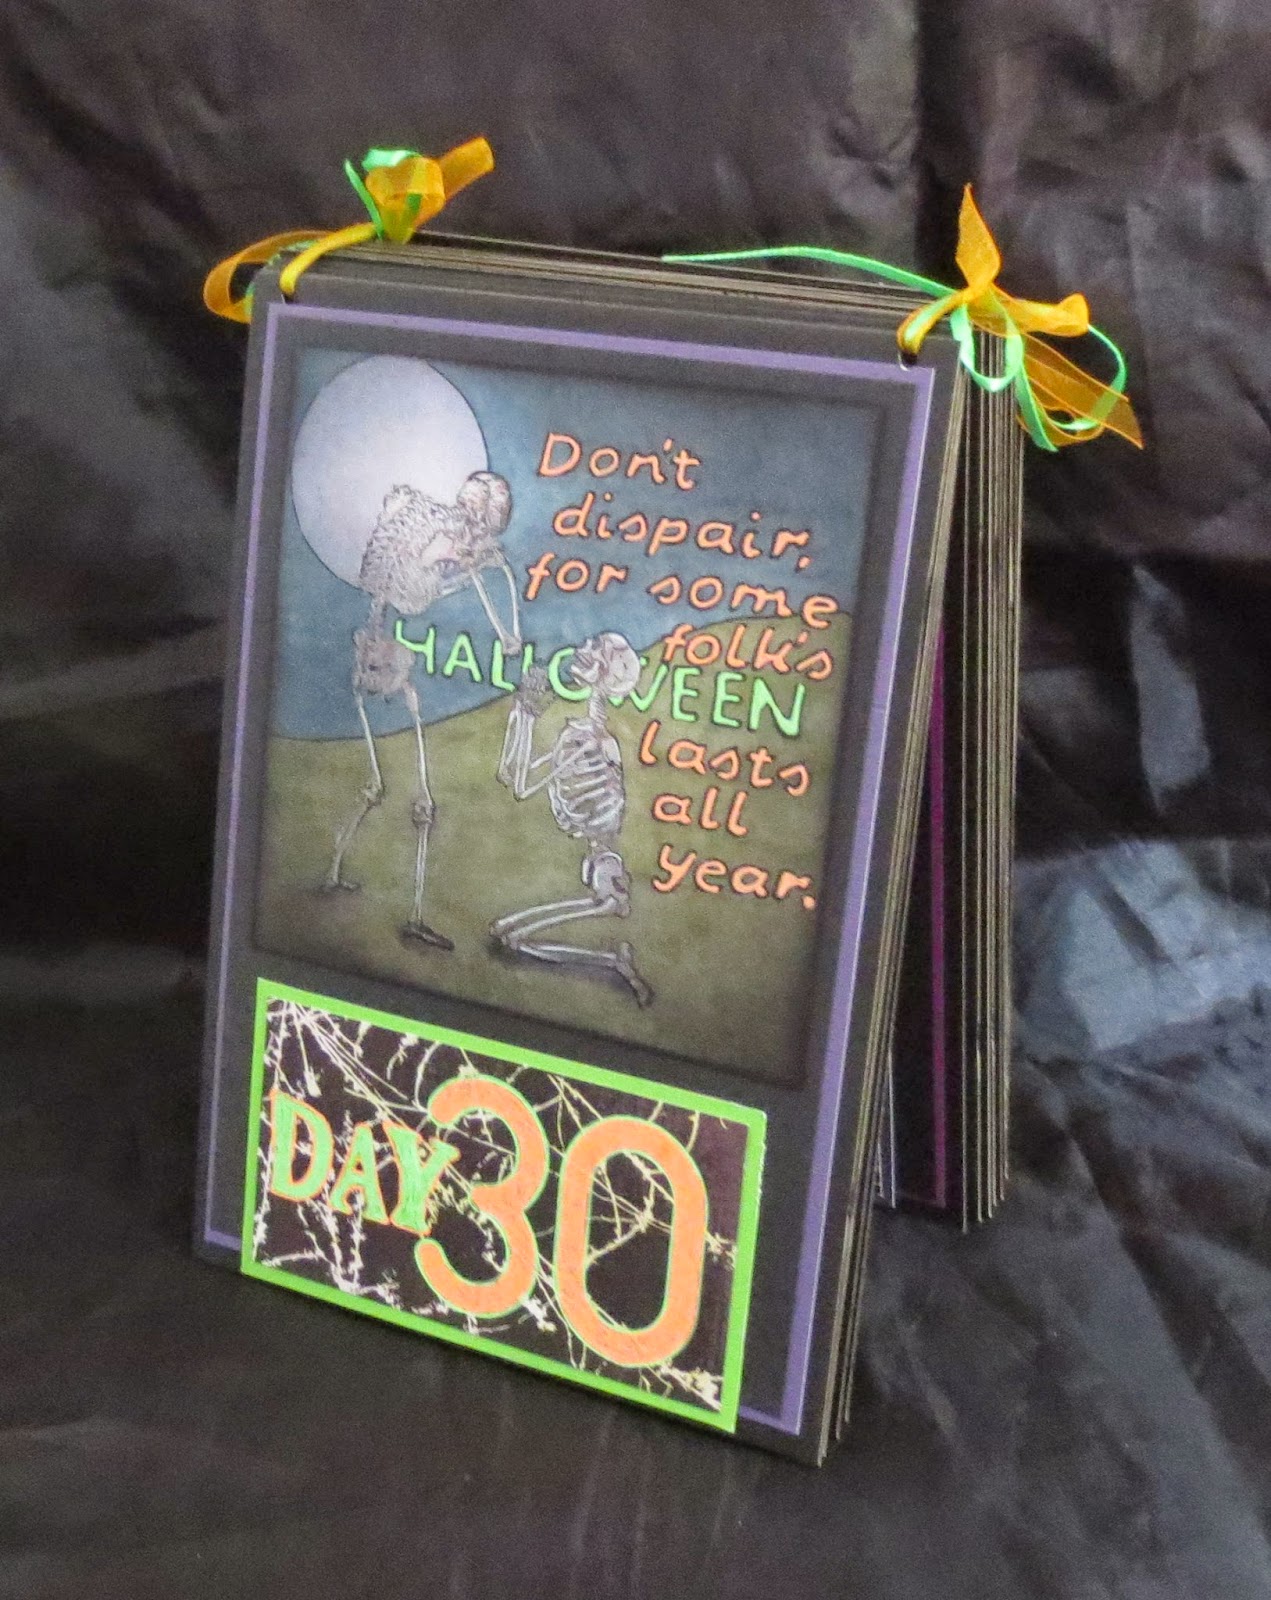 Don't
dispair,
for some
folk's
HALLOWEEN
lasts
all
year.
DAY 30